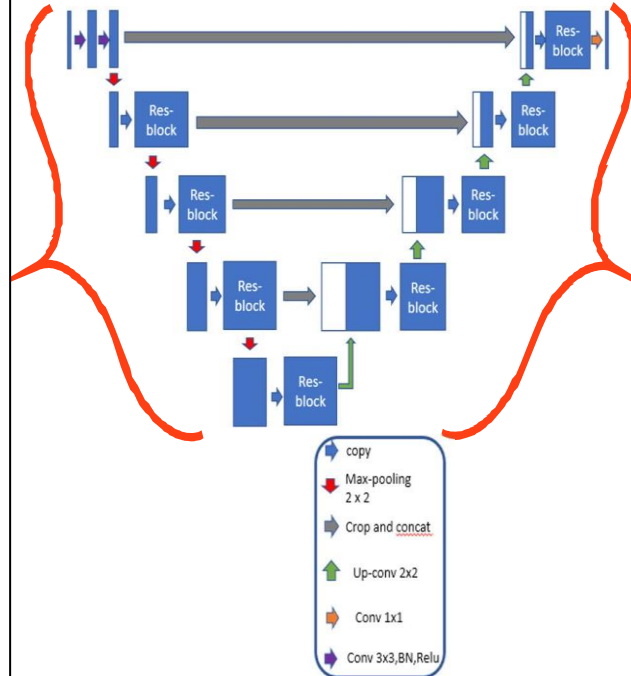 Res-
block
Res-
block
Res-
block
Res-
block
Res-
block
Res-
block
Res-
block
Res-
block
Res-
block
copy
Max-pooling
2 x 2
Crop and concat
Up-conv 2x2
Conv 1x1
Conv 3x3,BN,Relu